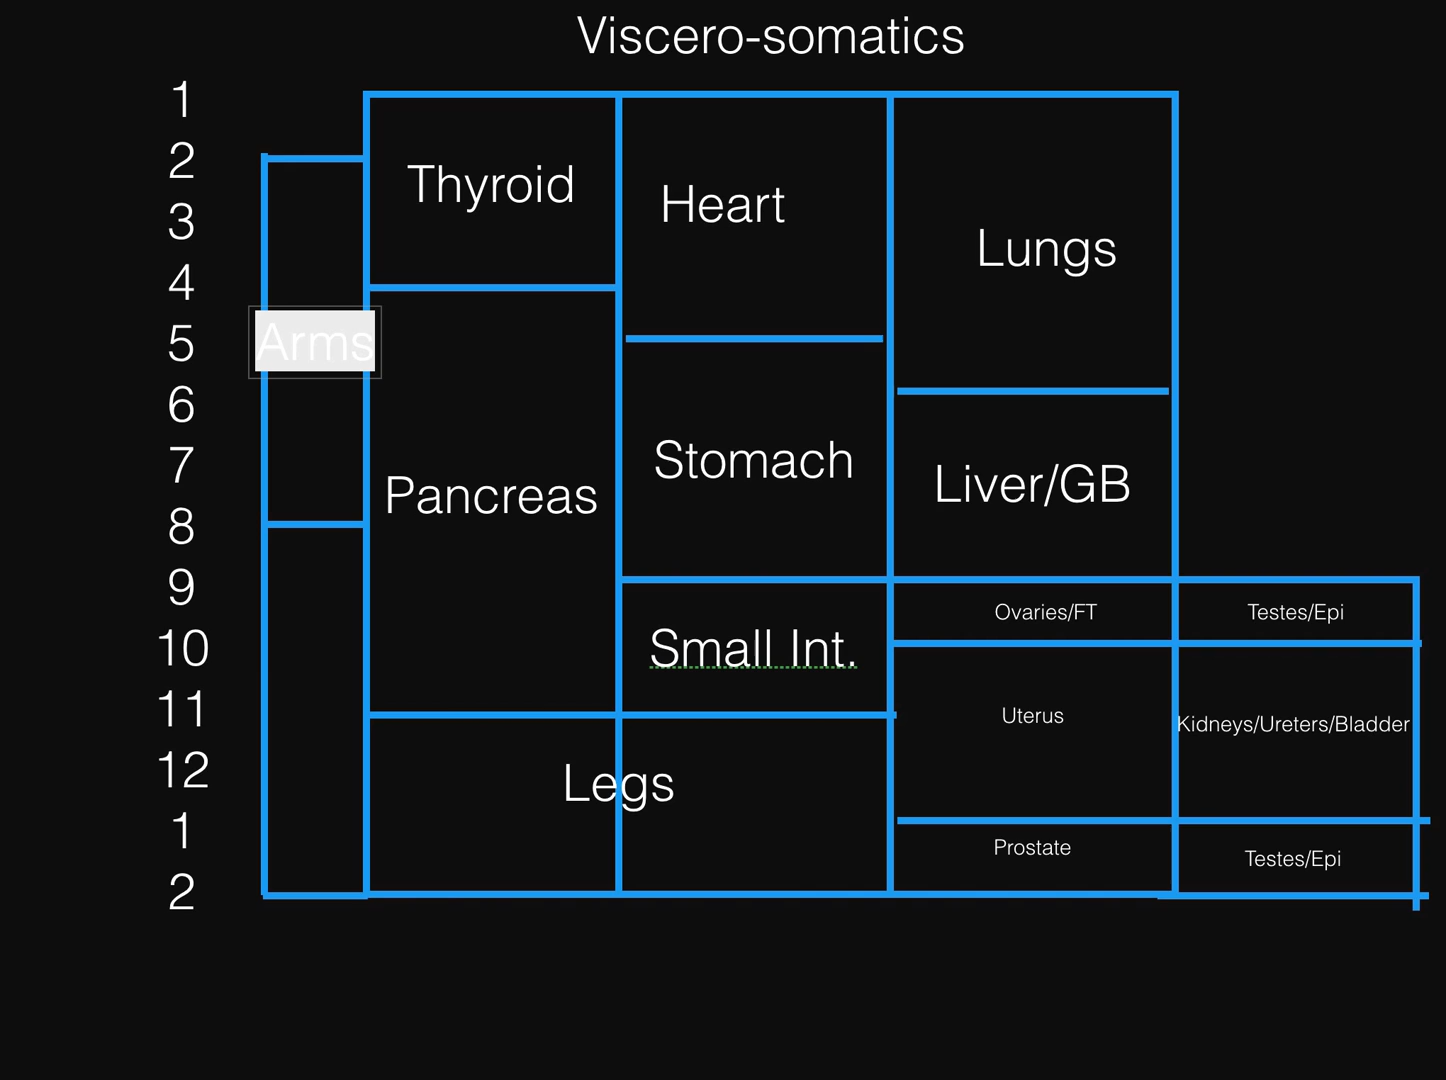 Viscero-somatics
1
2
3
4
5
6
7
8
9
10
11
12
1
2
Arms
Thyroid
Heart
Lungs
Pancreas
Stomach
Liver/GB
Small Int.
Ovaries/FT
Testes/Epi
Uterus
Kidneys/Ureters/Bladder
Legs
Prostate
Testes/Epi